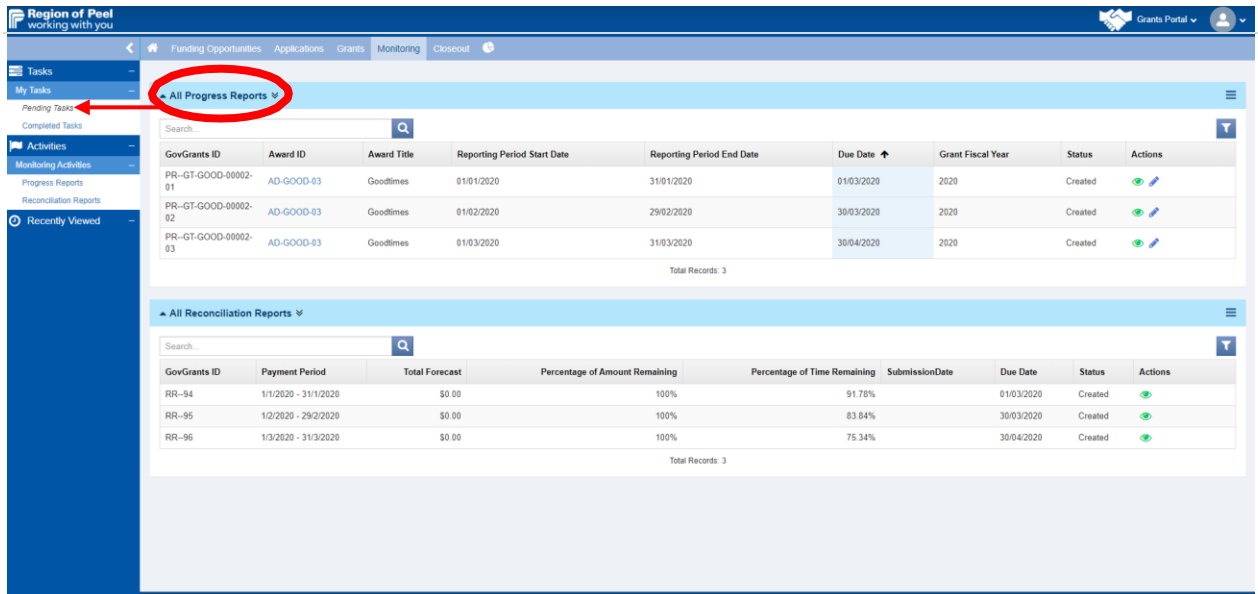 Region of Peel
working with you
Grants Portal
Funding Opportunities Applications Grants Monitoring Closeout
Tasks
My Tasks
Pending Tasks
Completed Tasks
Activities
Monitoring Activities
Progress Reports
Reconciliation Reports
Recently Viewed
All Progress Reports
Search...
GovGrants ID Award ID Award Title Reporting Period Start Date Reporting Period End Date Due Date Grant Fiscal Year Status Actions
PR--GT-GOOD-00002-
01 AD-GOOD-03 Goodtimes 01/01/2020 31/01/2020 01/03/2020 2020 Created
PR--GT-GOOD-00002-
02 AD-GOOD-03 Goodtimes 01/02/2020 29/02/2020 30/03/2020 2020 Created
PR--GT-GOOD-00002-
03 AD-GOOD-03 Goodtimes 01/03/2020 31/03/2020 30/04/2020 2020 Created
Total Records: 3
All Reconciliation Reports
Search...
GovGrants ID Payment Period Total Forecast Percentage of Amount Remaining Percentage of Time Remaining SubmissionDate Due Date Status Actions
RR--94 1/1/2020 - 31/1/2020 $0.00 100% 91.78% 01/03/2020 Created
RR--95 1/2/2020 - 29/2/2020 $0.00 100% 83.84% 30/03/2020 Created
RR--96 1/3/2020 - 31/3/2020 $0.00 100% 75.34% 30/04/2020 Created
Total Records: 3